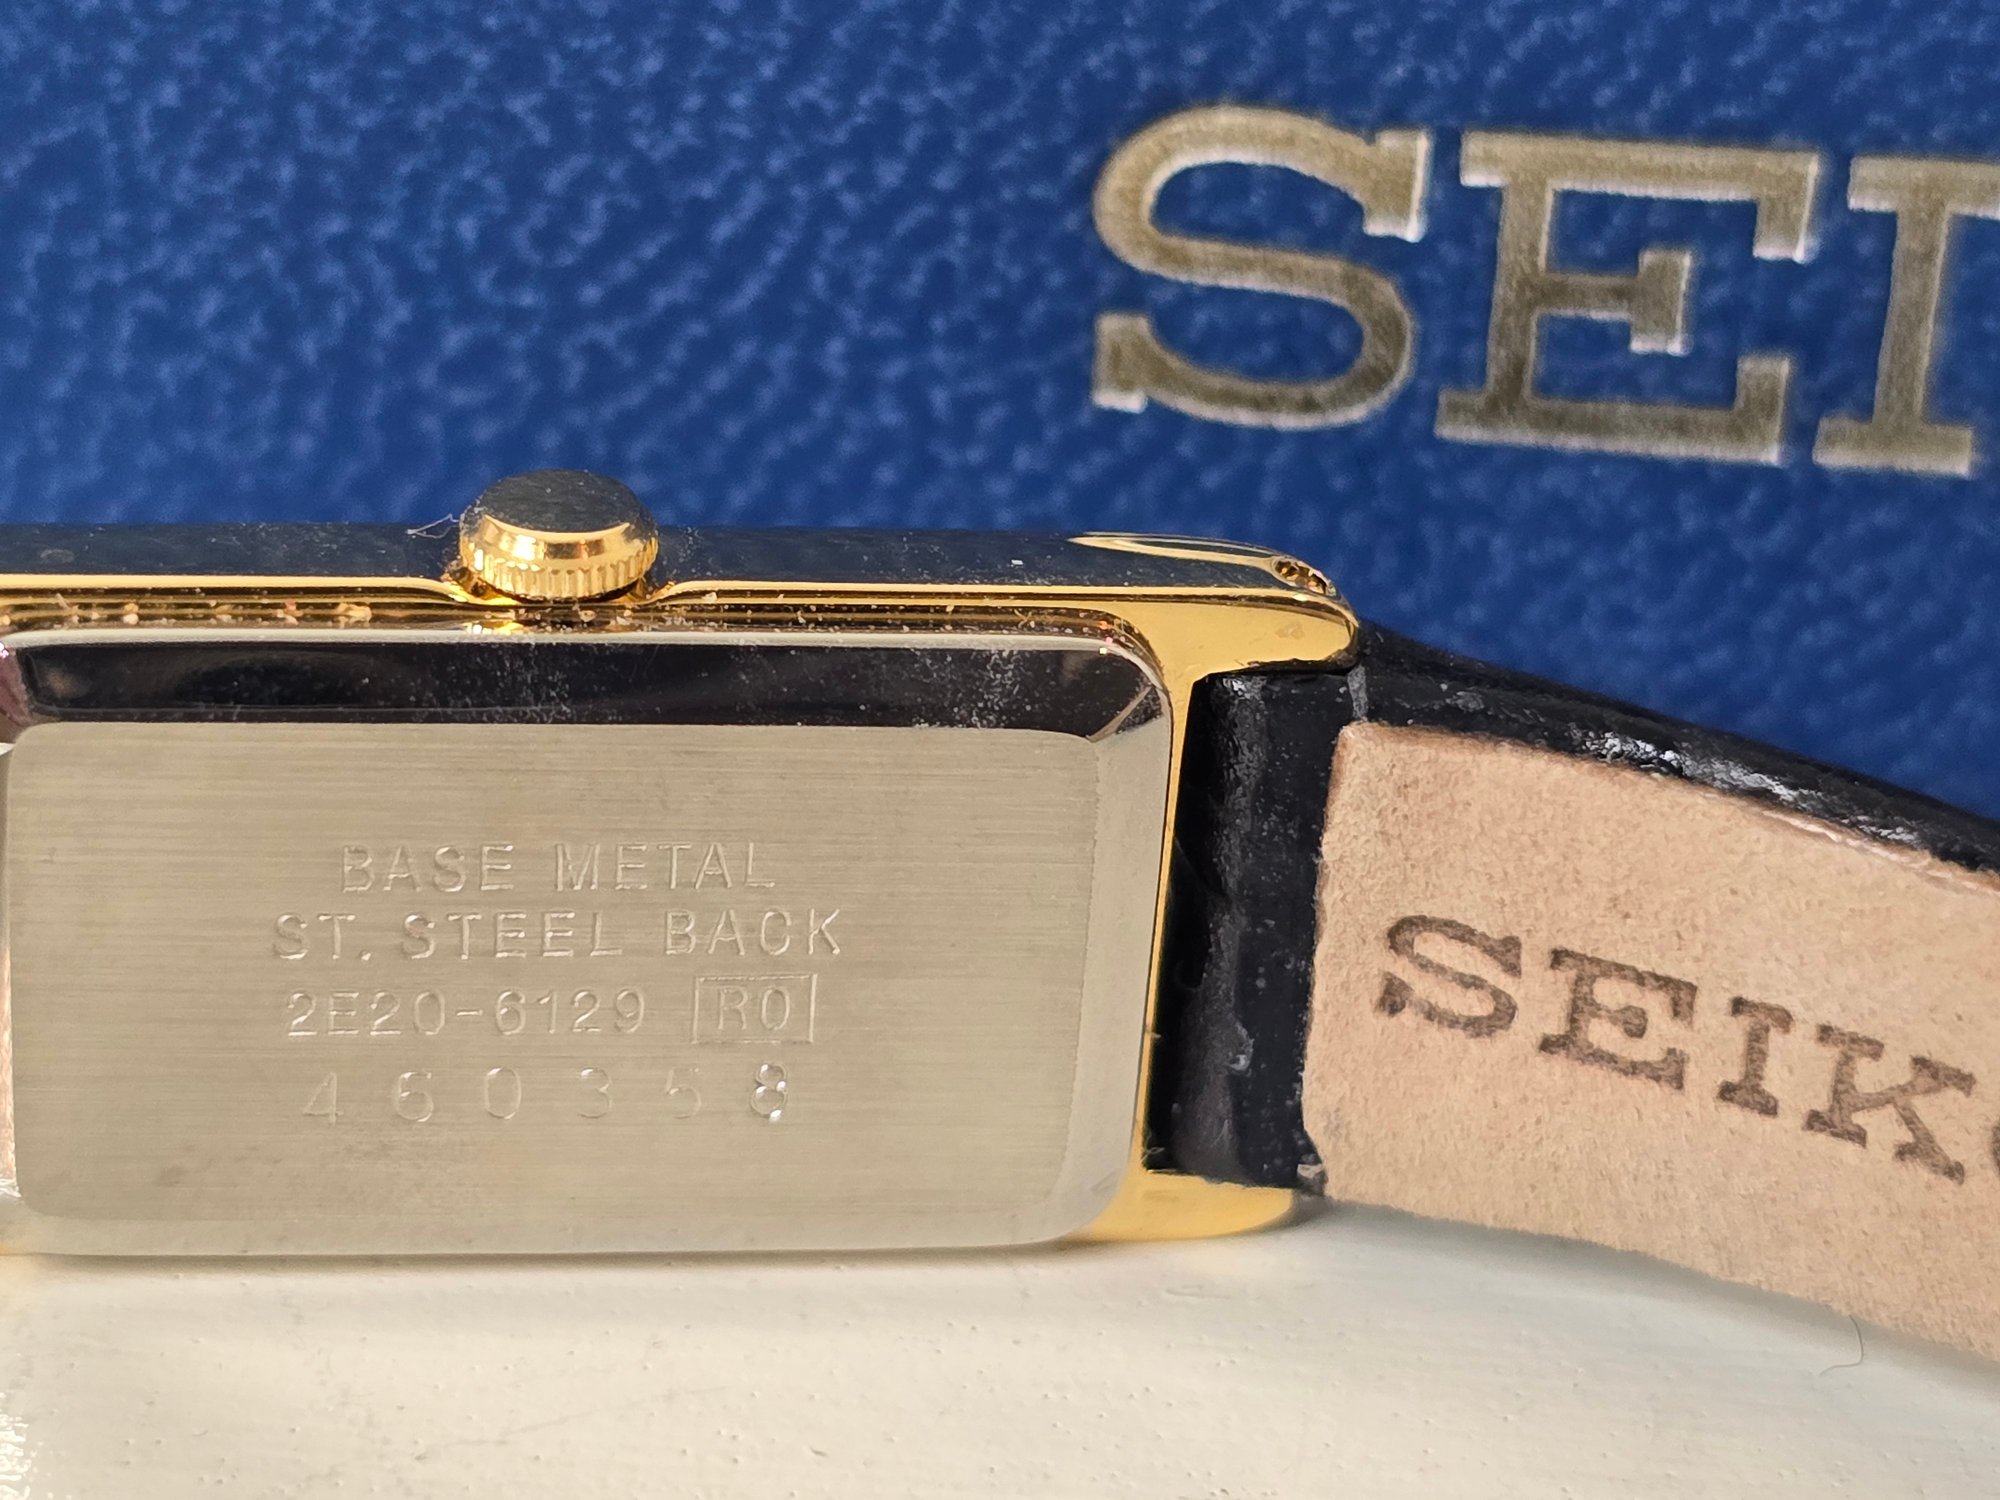 SEI
BASE METAL
ST. STEEL BACK
2E20-6129 R0
460358
SEIK